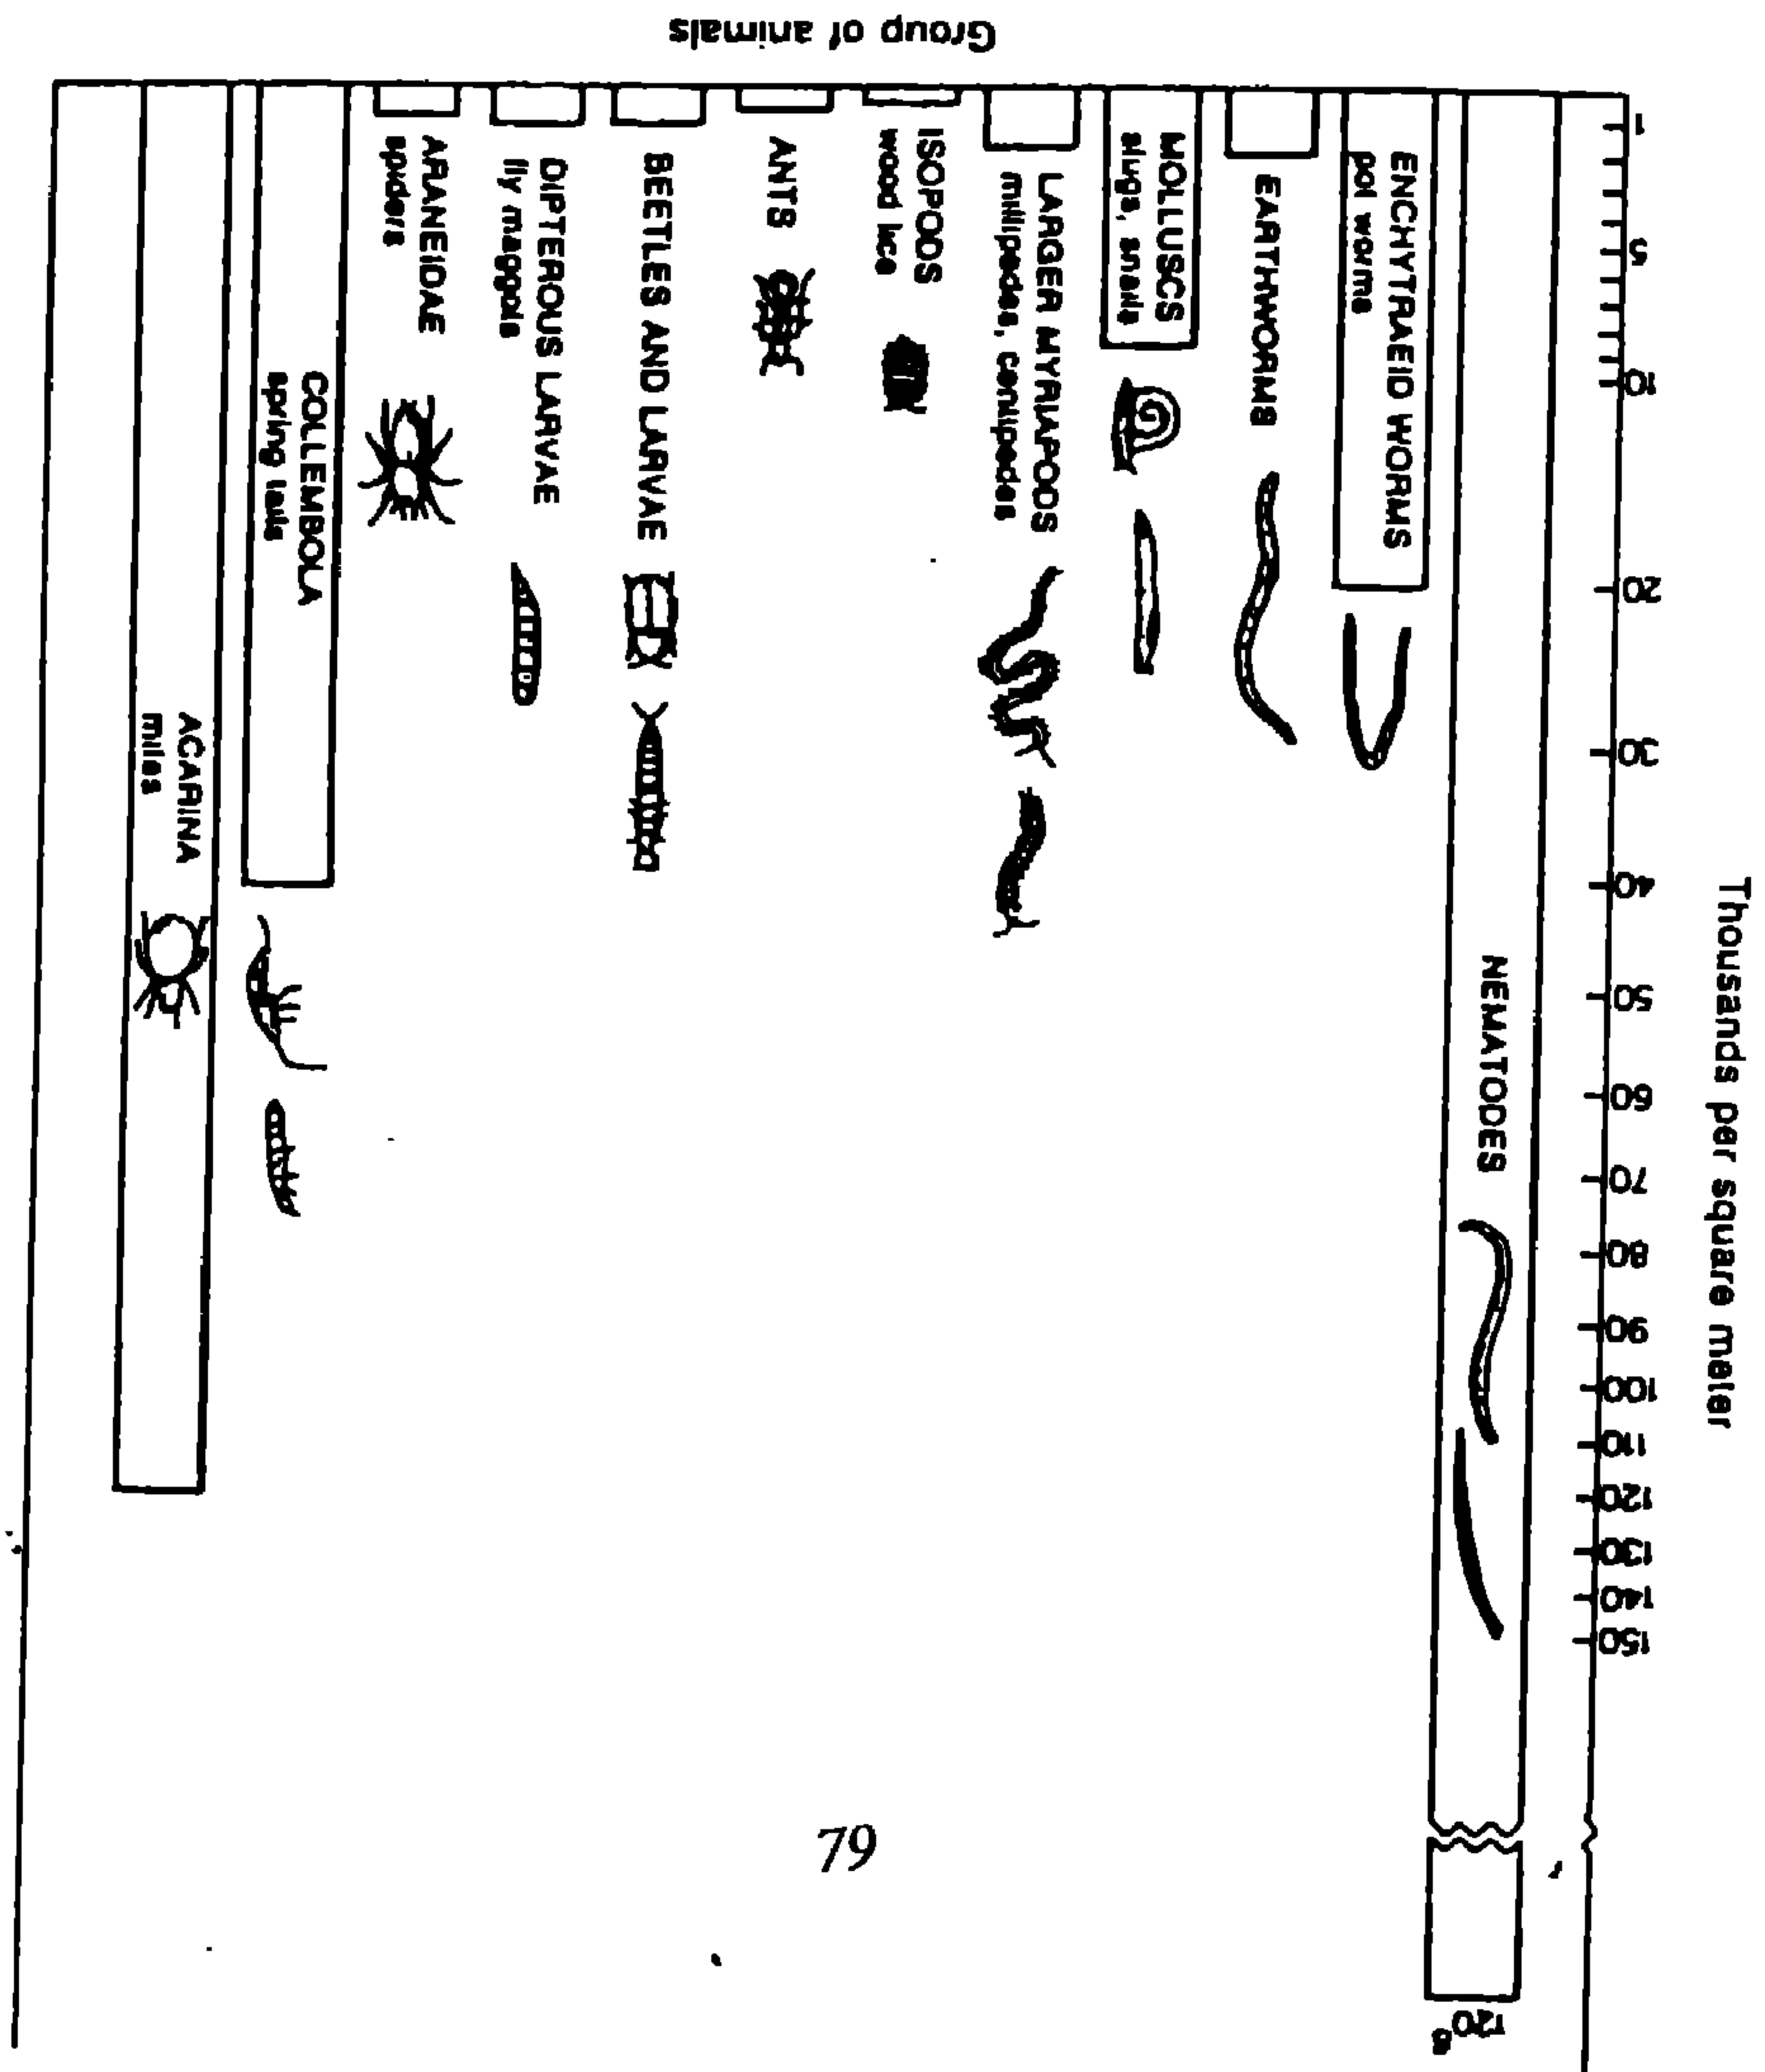 Thousands per square meter
1
5
10
20
30
40
50
60
70
80
90
100
110
120
130
140
150
NEMATODES
ENCHYTRAEID WORMS
pot worms
EARTHWORMS
MOLLUSCS
slugs, snails
LARGER MYRIAPODS
millipedes, centipedes
ISOPODS
wood lice
ANTS
BEETLES AND LARVAE
DIPTEROUS LARVAE
fly maggots
ARANEIDAE
spiders
COLLEMBOLA
spring tails
ACARINA
mites
Group of animals
79